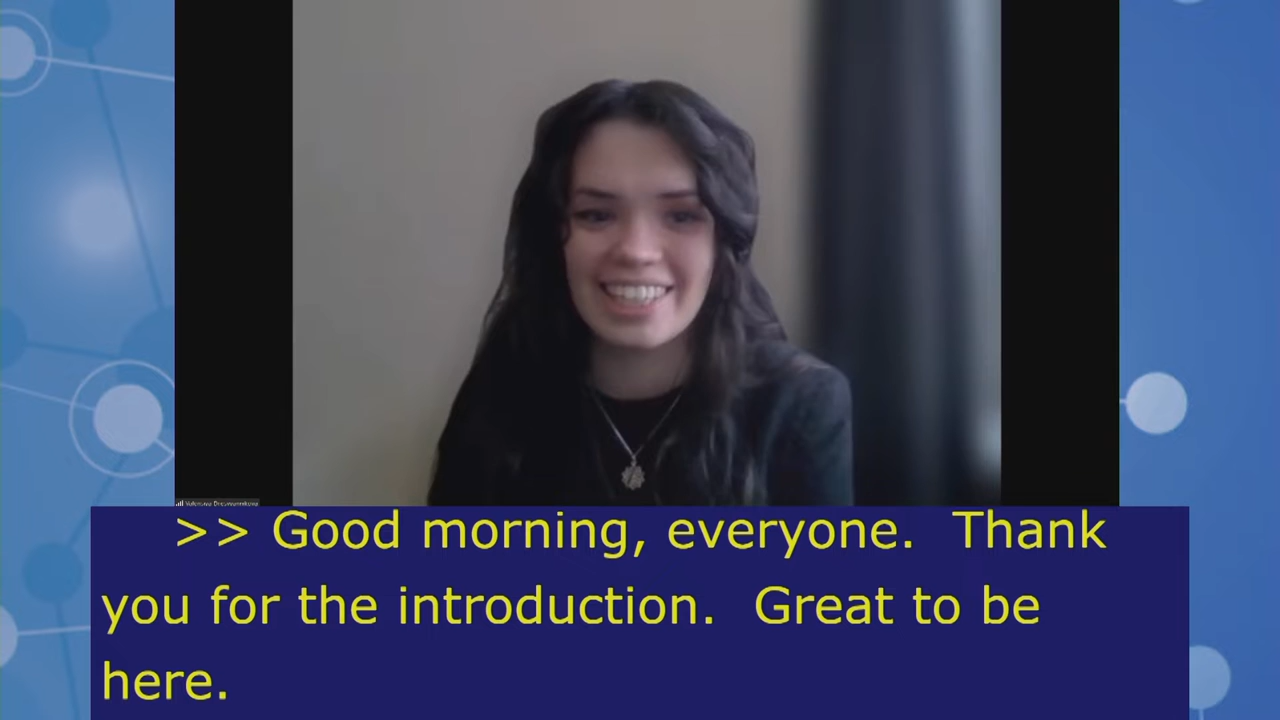 >> Good morning, everyone.  Thank
you for the introduction.  Great to be
here.